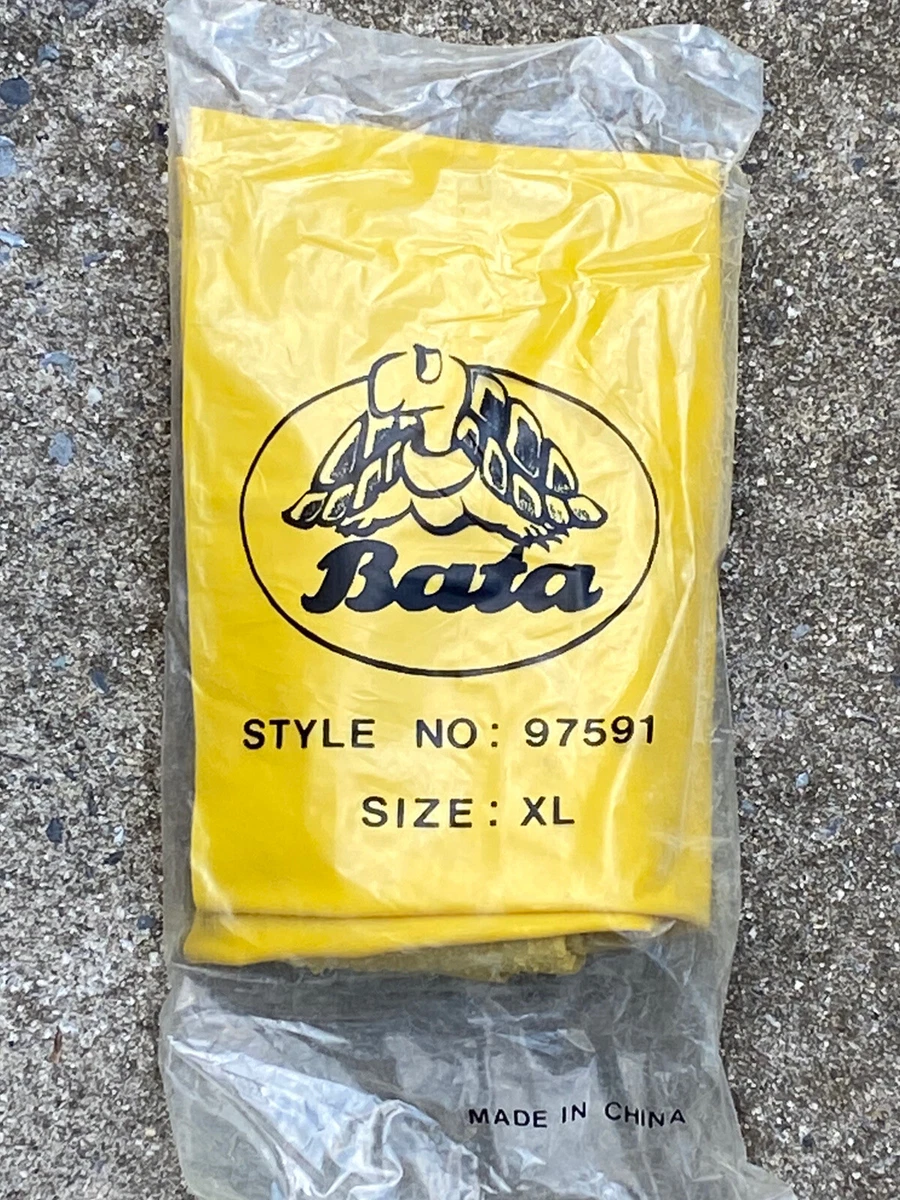 Bata
STYLE NO: 97591
SIZE: XL
MADE IN CHINA